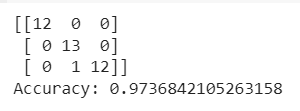 [[12  0  0]
 [ 0 13  0]
 [ 0  1 12]]
Accuracy: 0.9736842105263158